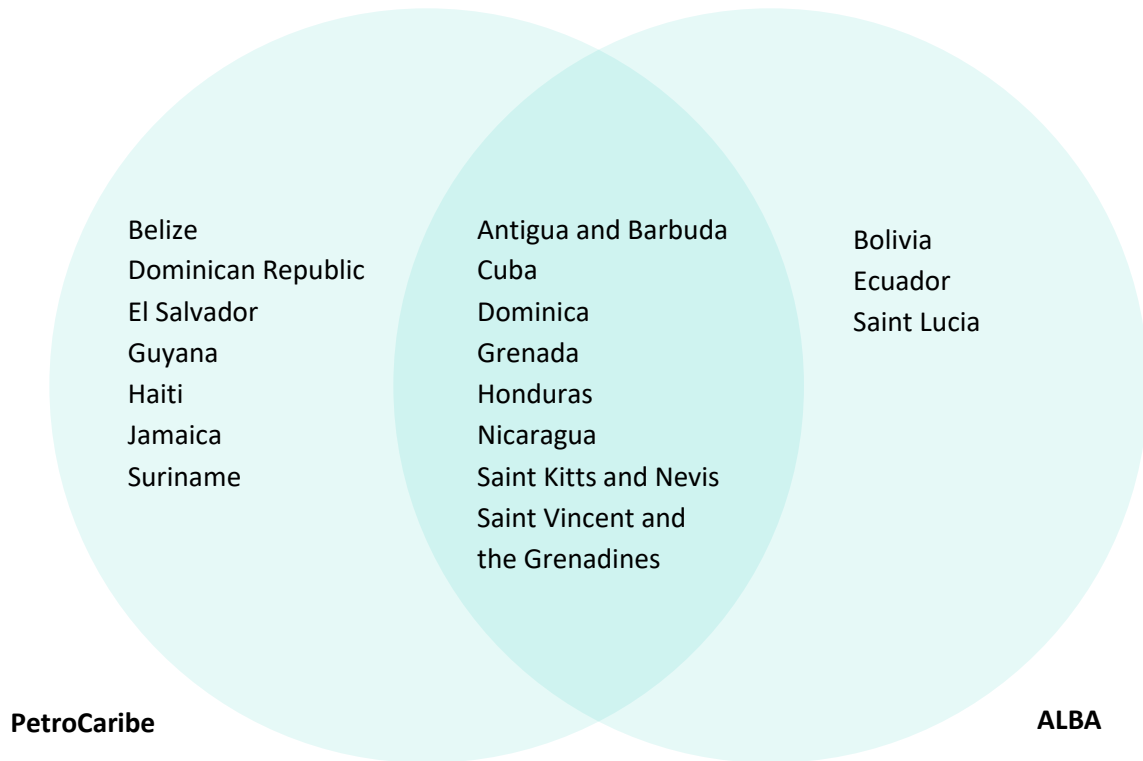 Belize
Dominican Republic
El Salvador
Guyana
Haiti
Jamaica
Suriname
Antigua and Barbuda
Cuba
Dominica
Grenada
Honduras
Nicaragua
Saint Kitts and Nevis
Saint Vincent and
the Grenadines
Bolivia
Ecuador
Saint Lucia
PetroCaribe
ALBA